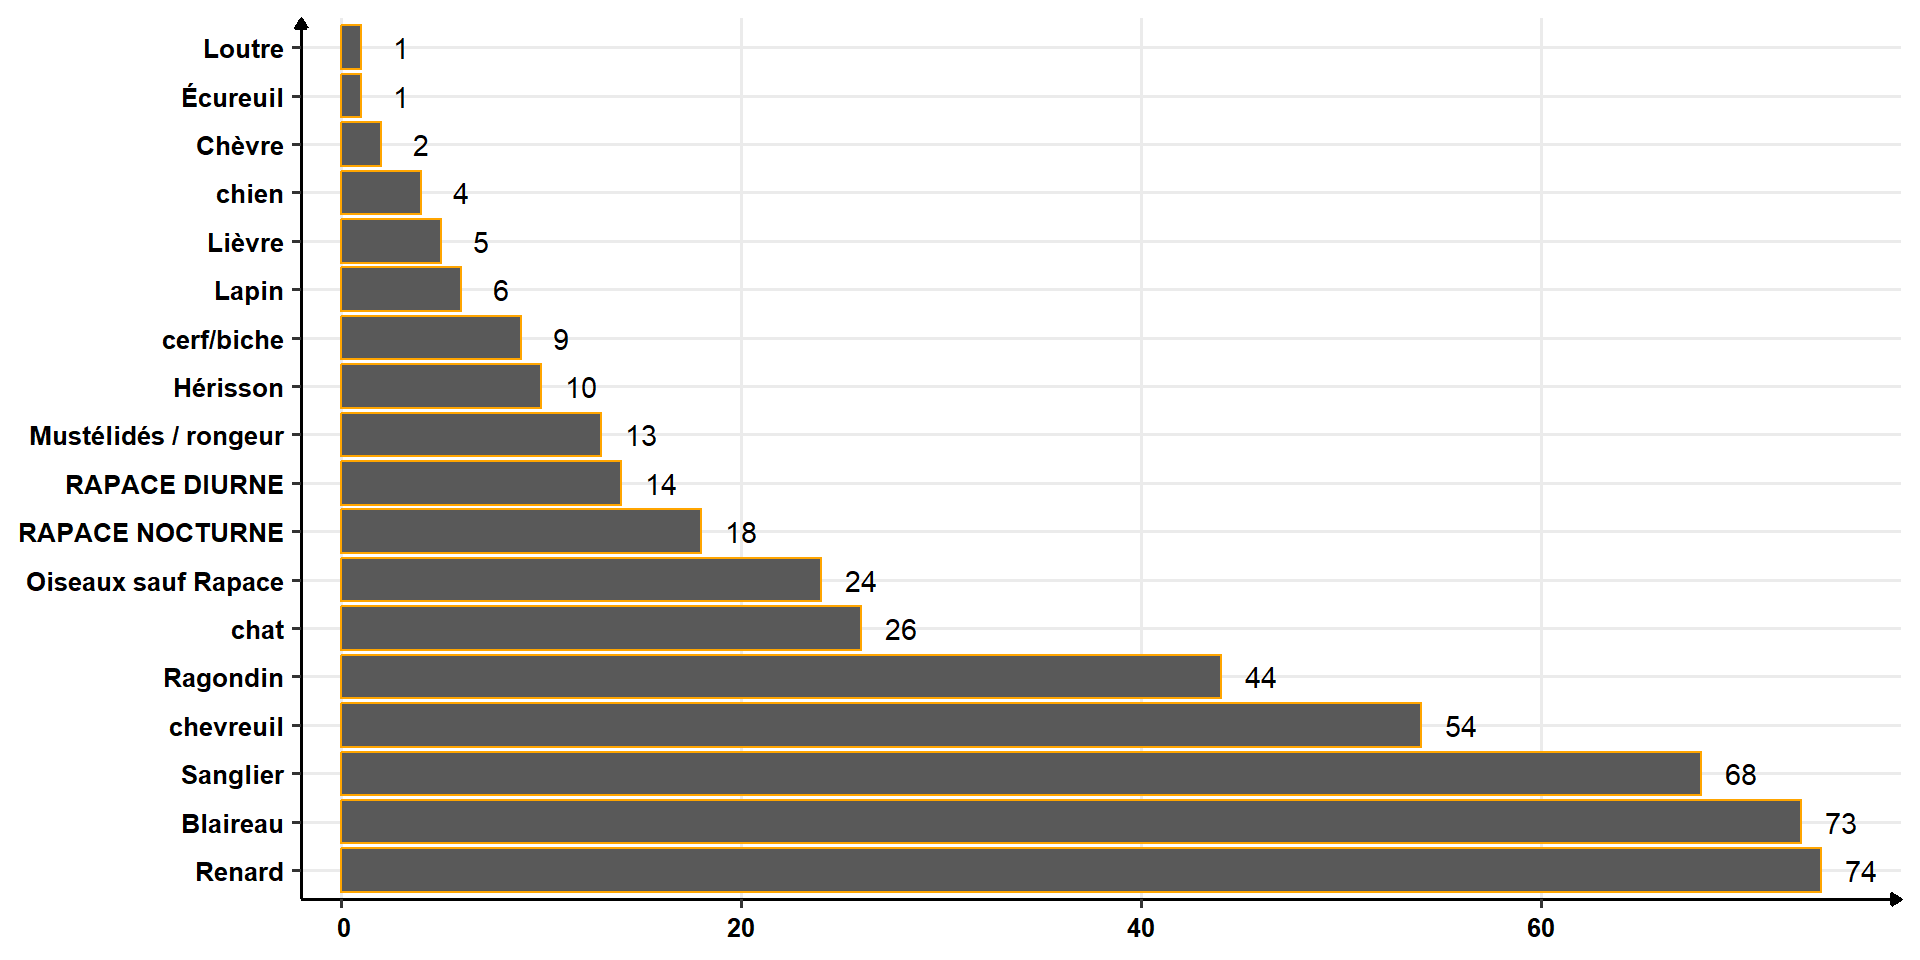 Loutre 1
Écureuil 1
Chèvre 2
chien 4
Lièvre 5
Lapin 6
cerf/biche 9
Hérisson 10
Mustélidés / rongeur 13
RAPACE DIURNE 14
RAPACE NOCTURNE 18
Oiseaux sauf Rapace 24
chat 26
Ragondin 44
chevreuil 54
Sanglier 68
Blaireau 73
Renard 74
0 20 40 60